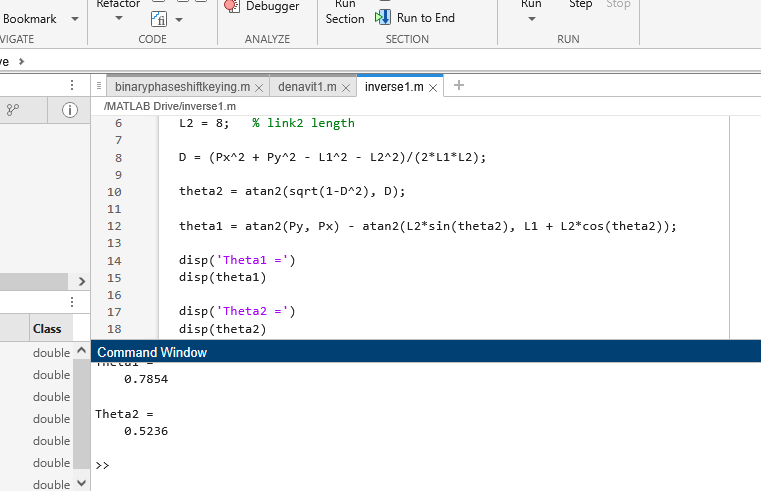 Refactor
Debugger
Run
Run
Step
Stop
Bookmark
Section
Run to End
VIGATE
CODE
ANALYZE
SECTION
RUN
ve >
binaryphaseshiftkeying.m × denavit1.m × inverse1.m × +
/MATLAB Drive/inverse1.m
6 L2 = 8; % link2 length
7
8 D = (Px^2 + Py^2 - L1^2 - L2^2)/(2*L1*L2);
9
10 theta2 = atan2(sqrt(1-D^2), D);
11
12 theta1 = atan2(Py, Px) - atan2(L2*sin(theta2), L1 + L2*cos(theta2));
13
14 disp('Theta1 =')
15 disp(theta1)
16
17 disp('Theta2 =')
18 disp(theta2)
Class
double
double
double
double
double
double
double
Command Window
Theta1 =
0.7854
Theta2 =
0.5236
>>